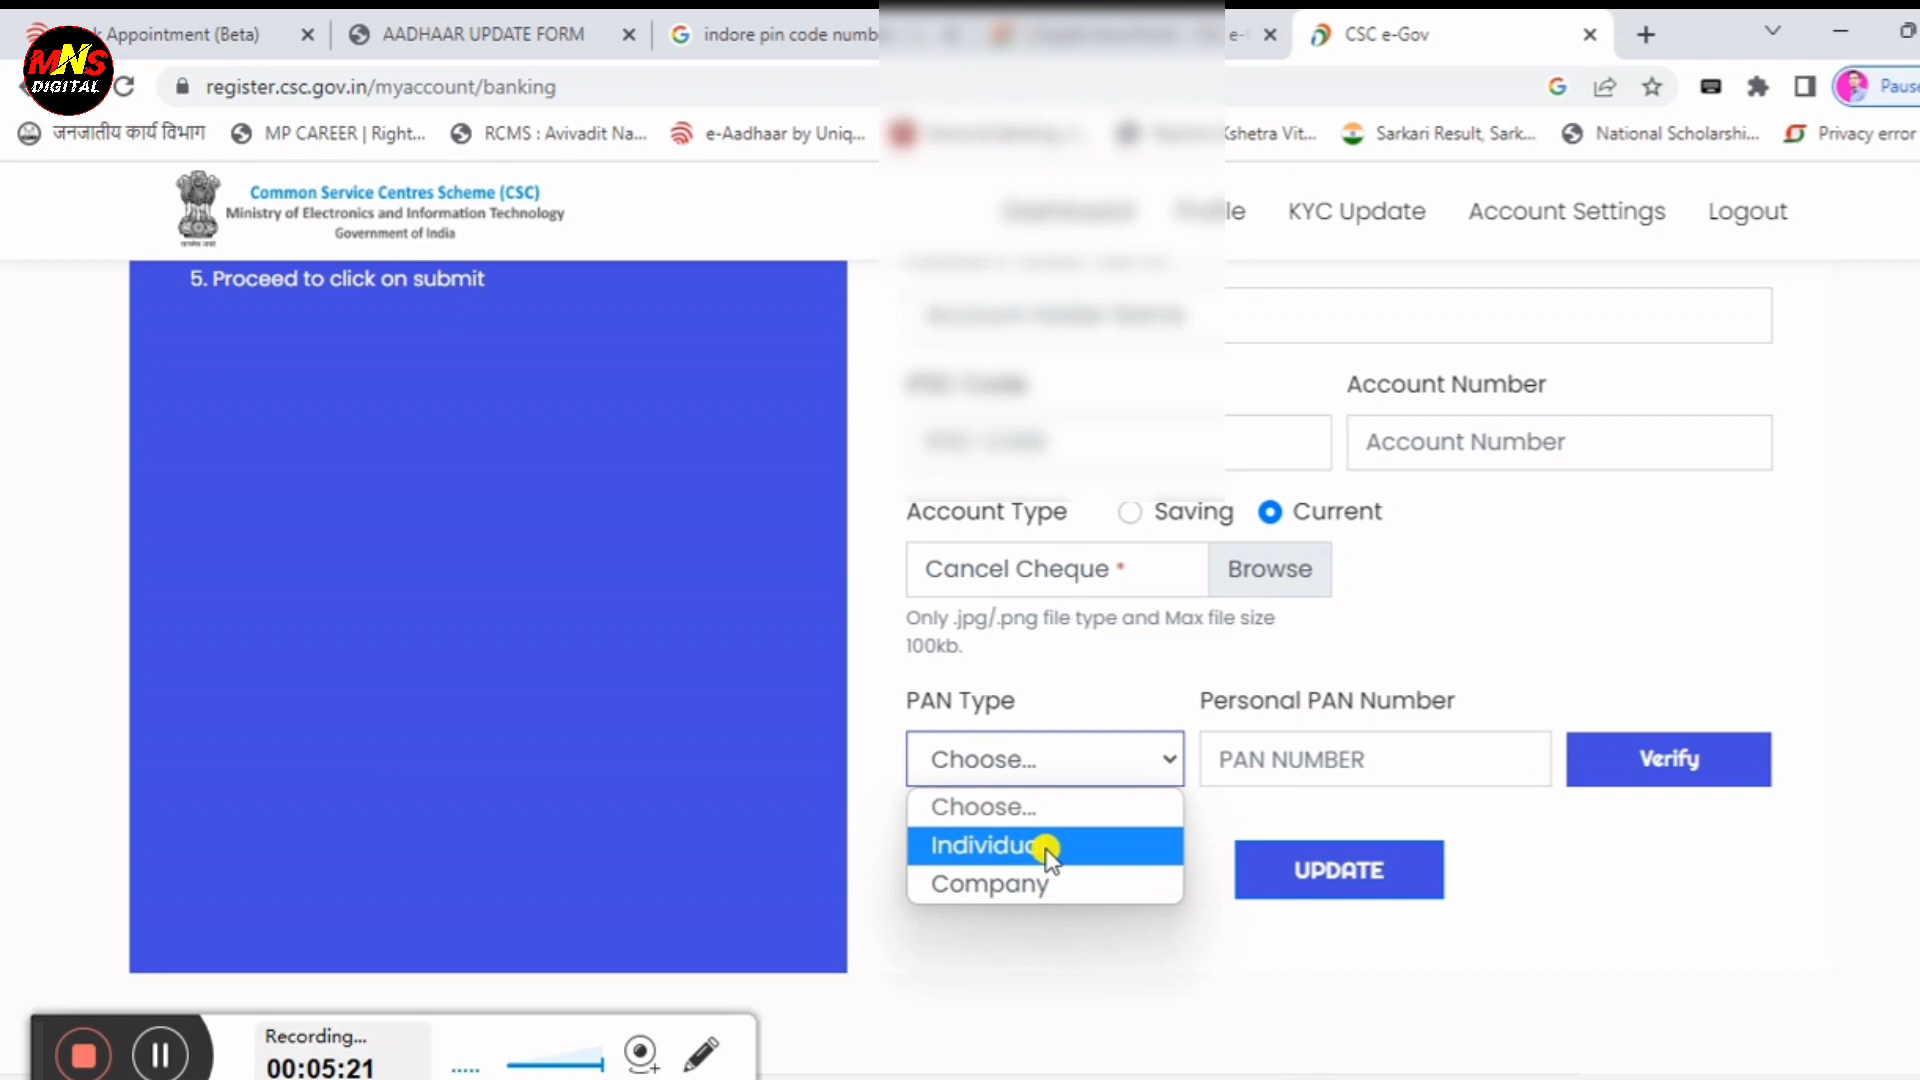 Appointment (Beta)
AADHAAR UPDATE FORM
indore pin code numb
CSC e-Gov
MNS
DIGITAL
register.csc.gov.in/myaccount/banking
Pause
जनजातीय कार्य विभाग
MP CAREER | Right...
RCMS : Avivadit Na...
e-Aadhaar by Uniq...
Kshetra Vit...
Sarkari Result, Sark...
National Scholarshi...
Privacy error
Common Service Centres Scheme (CSC)
Ministry of Electronics and Information Technology
Government of India
KYC Update
Account Settings
Logout
5. Proceed to click on submit
Account Number
Account Number
Account Type
Saving
Current
Cancel Cheque *
Browse
Only .jpg/.png file type and Max file size
100kb.
PAN Type
Personal PAN Number
Choose...
PAN NUMBER
Verify
Choose...
Individual
Company
UPDATE
Recording...
00:05:21